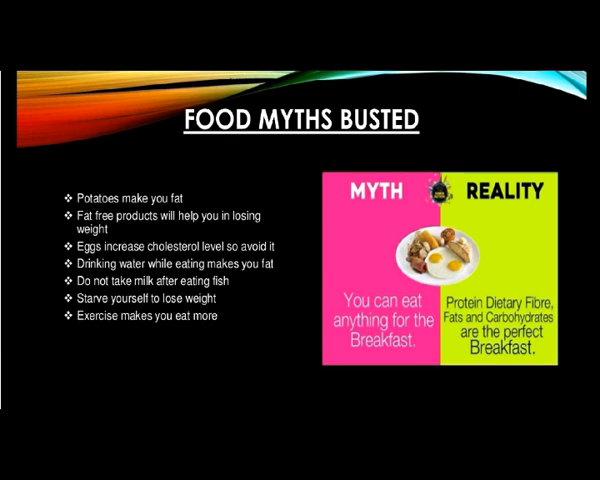 FOOD MYTHS BUSTED
❖ Potatoes make you fat
❖ Fat free products will help you in losing
weight
❖ Eggs increase cholesterol level so avoid it
❖ Drinking water while eating makes you fat
❖ Do not take milk after eating fish
❖ Starve yourself to lose weight
❖ Exercise makes you eat more
MYTH
You can eat
anything for the
Breakfast.
REALITY
Protein Dietary Fibre,
Fats and Carbohydrates
are the perfect
Breakfast.